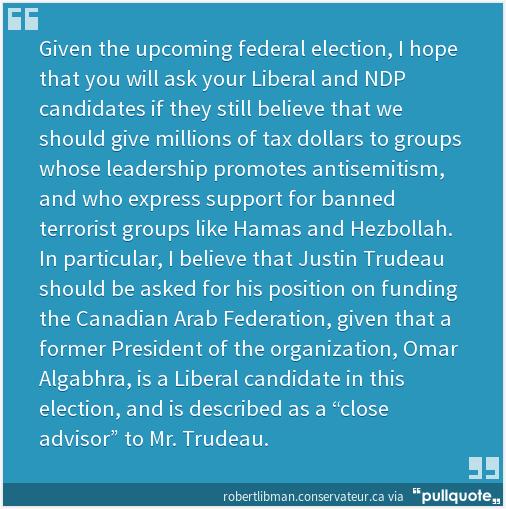 Given the upcoming federal election, I hope
that you will ask your Liberal and NDP
candidates if they still believe that we
should give millions of tax dollars to groups
whose leadership promotes antisemitism,
and who express support for banned
terrorist groups like Hamas and Hezbollah.
In particular, I believe that Justin Trudeau
should be asked for his position on funding
the Canadian Arab Federation, given that a
former President of the organization, Omar
Algabhra, is a Liberal candidate in this
election, and is described as a “close
advisor” to Mr. Trudeau.
robertlibman.conservateur.ca via “pullquote”